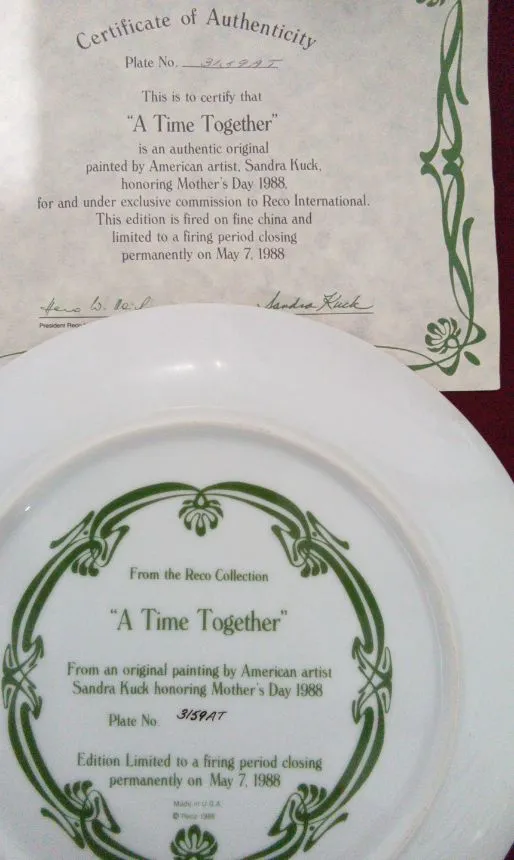 Certificate of Authenticity
Plate No. 3159AT
This is to certify that
"A Time Together"
is an authentic original
painted by American artist, Sandra Kuck,
honoring Mother's Day 1988,
for and under exclusive commission to Reco International.
This edition is fired on fine china and
limited to a firing period closing
permanently on May 7, 1988
Sandra Kuck
President Reco
From the Reco Collection
"A Time Together"
From an original painting by American artist
Sandra Kuck honoring Mother's Day 1988
Plate No. 3159AT
Edition Limited to a firing period closing
permanently on May 7, 1988
Made in U.S.A.
© Reco 1988